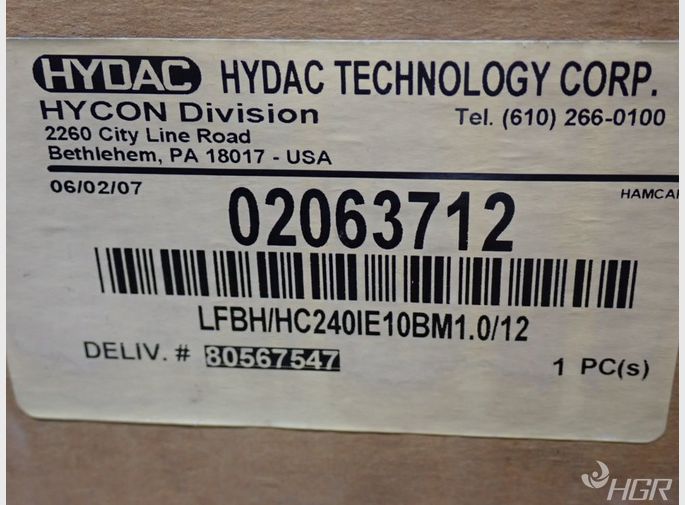 HYDAC HYDAC TECHNOLOGY CORP.
HYCON Division Tel. (610) 266-0100
2260 City Line Road
Bethlehem, PA 18017 - USA
06/02/07 02063712
LFBH/HC240IE10BM1.0/12
DELIV. # 80567547 1 PC(s)
HGR